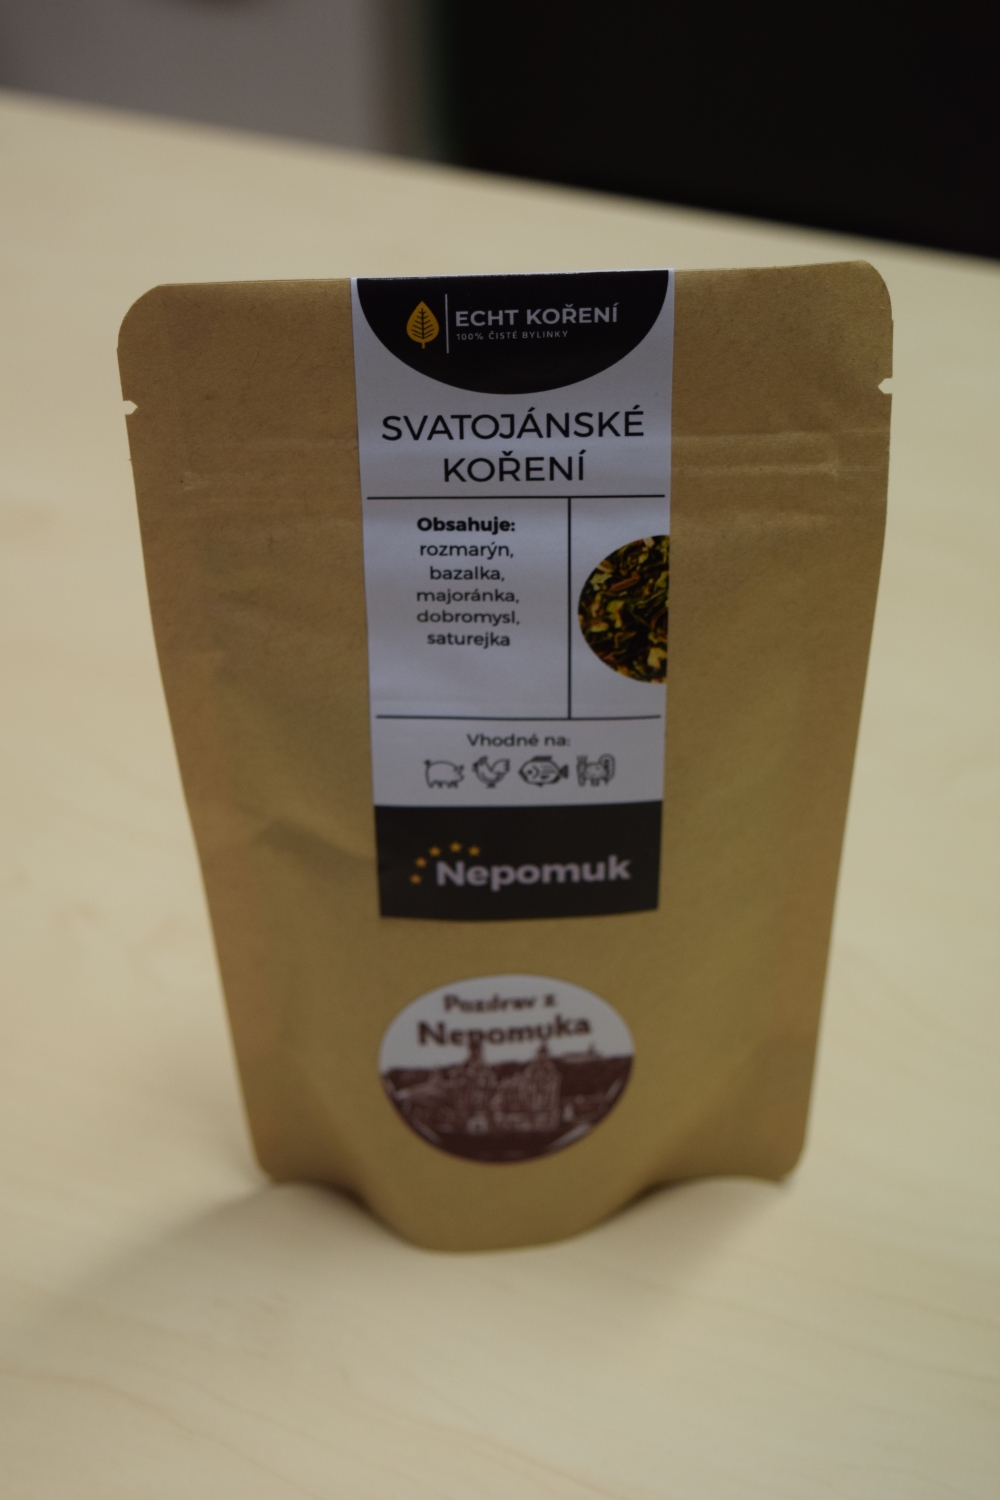 ECHT KOŘENÍ
100% ČISTÉ BYLINKY
SVATOJÁNSKÉ
KOŘENÍ
Obsahuje:
rozmarýn,
bazalka,
majoránka,
dobromysl,
saturejka
Vhodné na:
Nepomuk
Pozdrav z
Nepomuka